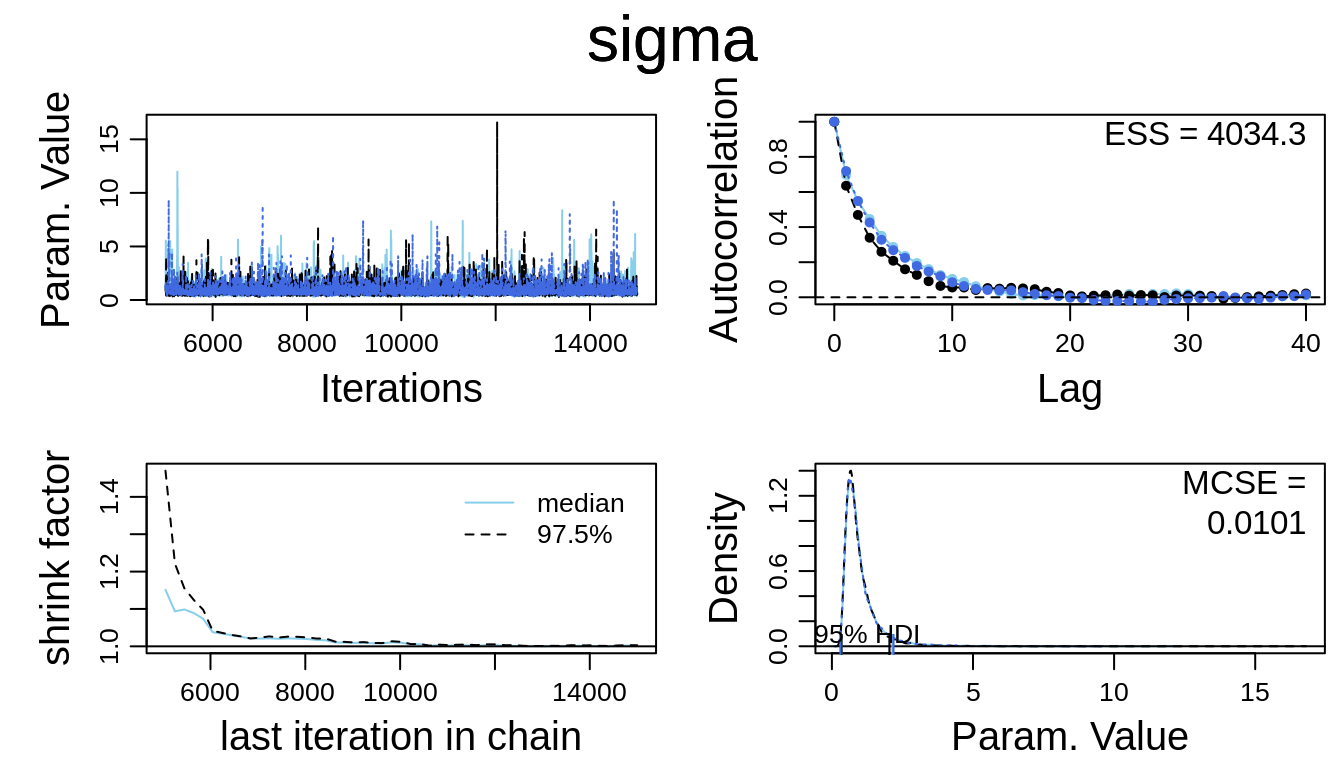 sigma
Param. Value
15
10
5
0
6000 8000 10000 14000
Iterations
Autocorrelation
0.8
0.4
0.0
ESS = 4034.3
0 10 20 30 40
Lag
shrink factor
1.4
1.2
1.0
median
97.5%
6000 8000 10000 14000
last iteration in chain
Density
1.2
0.6
0.0
MCSE =
0.0101
95% HDI
0 5 10 15
Param. Value